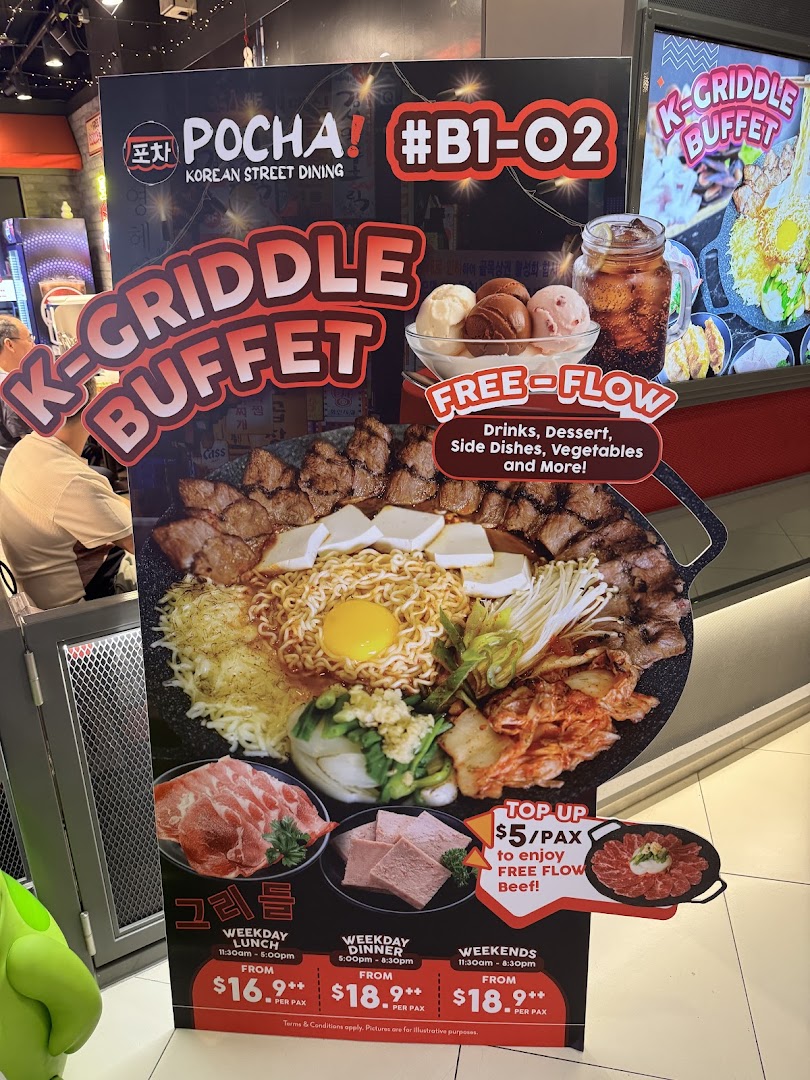 포차
POCHA!
KOREAN STREET DINING
#B1-02
K-GRIDDLE
BUFFET
K-GRIDDLE
BUFFET
FREE-FLOW
Drinks, Dessert,
Side Dishes, Vegetables
and More!
TOP UP
$5/PAX
to enjoy
FREE FLOW
Beef!
그리들
WEEKDAY
LUNCH
11:30am - 5:00pm
FROM
$16.9++
PER PAX
WEEKDAY
DINNER
5:00pm - 8:30pm
FROM
$18.9++
PER PAX
WEEKENDS
11:30am - 8:30pm
FROM
$18.9++
PER PAX
Terms & Conditions apply. Pictures are for illustrative purposes.